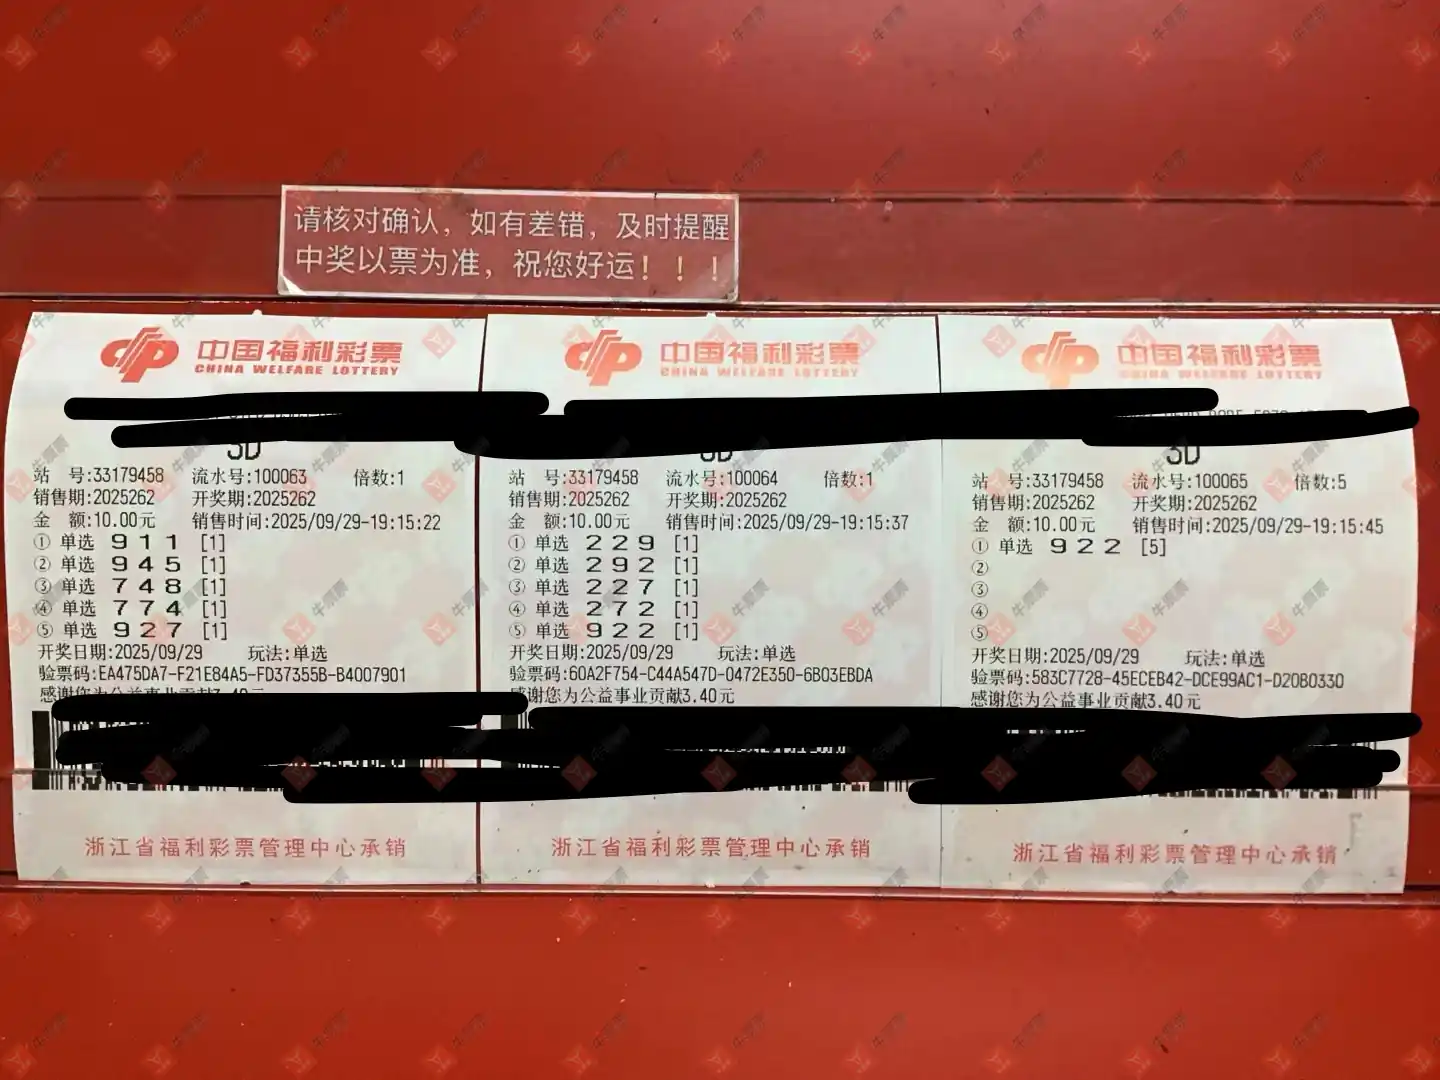 请核对确认，如有差错，及时提醒
中奖以票为准，祝您好运！！！
中国福利彩票
CHINA WELFARE LOTTERY
3D
站 号:33179458 流水号:100063 倍数:1
销售期:2025262 开奖期:2025262
金 额:10.00元 销售时间:2025/09/29-19:15:22
① 单选 9 1 1 [1]
② 单选 9 4 5 [1]
③ 单选 7 4 8 [1]
④ 单选 7 7 4 [1]
⑤ 单选 9 2 7 [1]
开奖日期:2025/09/29 玩法:单选
验票码:EA475DA7-F21E84A5-FD37355B-B4007901
感谢您为公益事业贡献3.40元
浙江省福利彩票管理中心承销
中国福利彩票
CHINA WELFARE LOTTERY
3D
站 号:33179458 流水号:100064 倍数:1
销售期:2025262 开奖期:2025262
金 额:10.00元 销售时间:2025/09/29-19:15:37
① 单选 2 2 9 [1]
② 单选 2 9 2 [1]
③ 单选 2 2 7 [1]
④ 单选 2 7 2 [1]
⑤ 单选 9 2 2 [1]
开奖日期:2025/09/29 玩法:单选
验票码:60A2F754-C44A547D-0472E350-6B03EBDA
感谢您为公益事业贡献3.40元
浙江省福利彩票管理中心承销
中国福利彩票
CHINA WELFARE LOTTERY
3D
站 号:33179458 流水号:100065 倍数:5
销售期:2025262 开奖期:2025262
金 额:10.00元 销售时间:2025/09/29-19:15:45
① 单选 9 2 2 [5]
②
③
④
⑤
开奖日期:2025/09/29 玩法:单选
验票码:583C7728-45ECEB42-DCE99AC1-D20B0330
感谢您为公益事业贡献3.40元
浙江省福利彩票管理中心承销